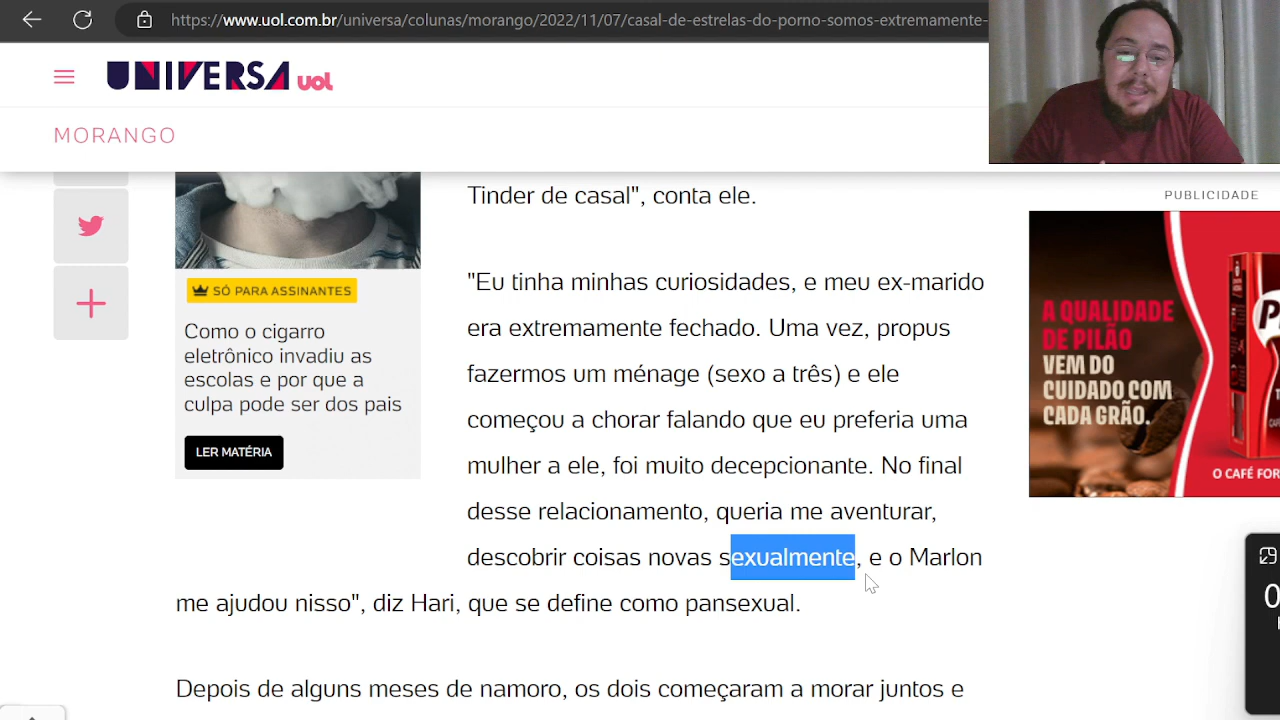 https://www.uol.com.br/universa/colunas/morango/2022/11/07/casal-de-estrelas-do-porno-somos-extremamente-
UNIVERSA uol
MORANGO
Tinder de casal", conta ele.
"Eu tinha minhas curiosidades, e meu ex-marido
era extremamente fechado. Uma vez, propus
fazermos um ménage (sexo a três) e ele
começou a chorar falando que eu preferia uma
mulher a ele, foi muito decepcionante. No final
desse relacionamento, queria me aventurar,
descobrir coisas novas sexualmente, e o Marlon
me ajudou nisso", diz Hari, que se define como pansexual.
Depois de alguns meses de namoro, os dois começaram a morar juntos e
SÓ PARA ASSINANTES
Como o cigarro
eletrônico invadiu as
escolas e por que a
culpa pode ser dos pais
LER MATÉRIA
PUBLICIDADE
A QUALIDADE
DE PILÃO
VEM DO
CUIDADO COM
CADA GRÃO.
O CAFÉ FOR
0